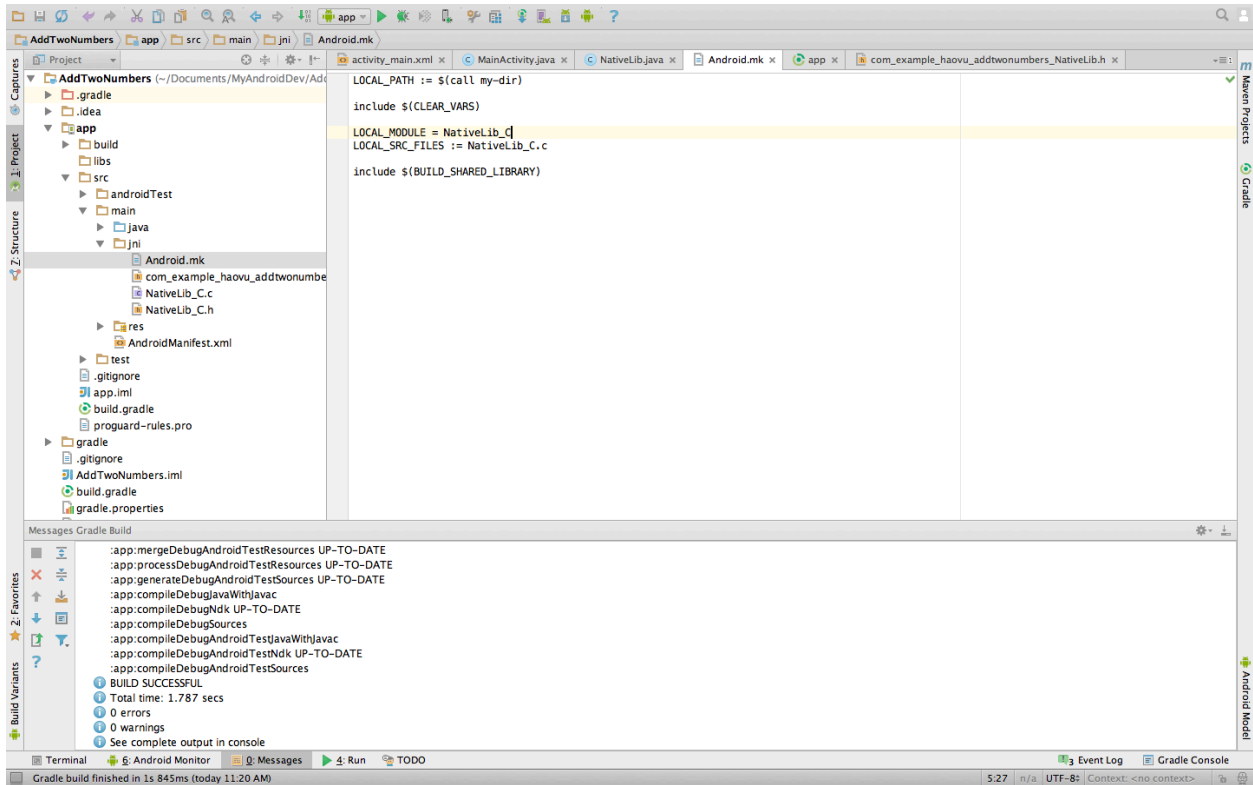 app
AddTwoNumbers app src main jni Android.mk
Project
activity_main.xml MainActivity.java NativeLib.java Android.mk app com_example_haovu_addtwonumbers_NativeLib.h
Captures
1: Project
Z: Structure
2: Favorites
Build Variants
AddTwoNumbers (~/Documents/MyAndroidDev/Add
.gradle
.idea
app
build
libs
src
androidTest
main
java
jni
Android.mk
com_example_haovu_addtwonumbe
NativeLib_C.c
NativeLib_C.h
res
AndroidManifest.xml
test
.gitignore
app.iml
build.gradle
proguard-rules.pro
gradle
.gitignore
AddTwoNumbers.iml
build.gradle
gradle.properties
LOCAL_PATH := $(call my-dir)
include $(CLEAR_VARS)
LOCAL_MODULE = NativeLib_C
LOCAL_SRC_FILES := NativeLib_C.c
include $(BUILD_SHARED_LIBRARY)
Maven Projects
Gradle
Android Model
Messages Gradle Build
:app:mergeDebugAndroidTestResources UP-TO-DATE
:app:processDebugAndroidTestResources UP-TO-DATE
:app:generateDebugAndroidTestSources UP-TO-DATE
:app:compileDebugJavaWithJavac
:app:compileDebugNdk UP-TO-DATE
:app:compileDebugSources
:app:compileDebugAndroidTestJavaWithJavac
:app:compileDebugAndroidTestNdk UP-TO-DATE
:app:compileDebugAndroidTestSources
BUILD SUCCESSFUL
Total time: 1.787 secs
0 errors
0 warnings
See complete output in console
Terminal 6: Android Monitor 0: Messages 4: Run TODO 3 Event Log Gradle Console
Gradle build finished in 1s 845ms (today 11:20 AM) 5:27 n/a UTF-8 Context: <no context>